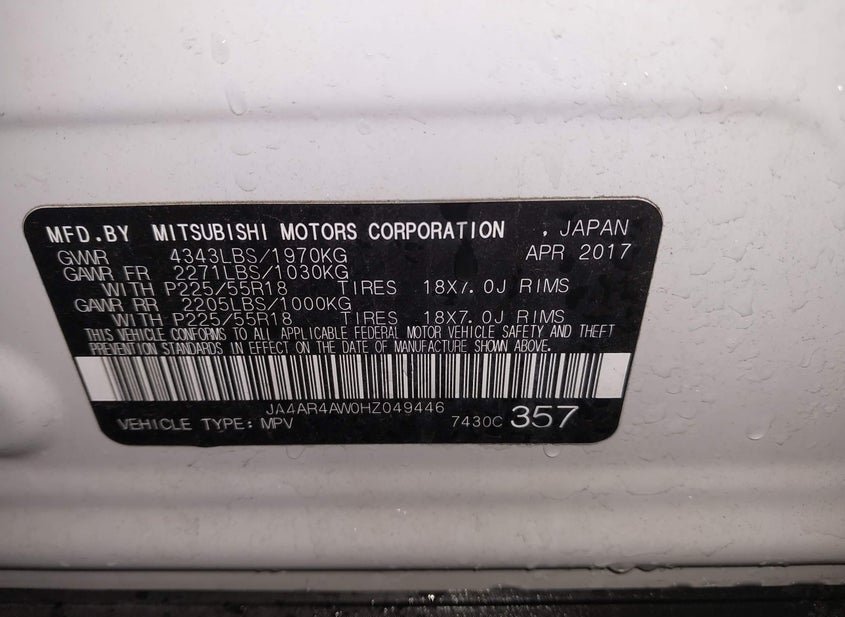 MFD.BY MITSUBISHI MOTORS CORPORATION , JAPAN
GVWR 4343LBS/1970KG APR 2017
GAWR FR 2271LBS/1030KG
WITH P225/55R18 TIRES 18X7.0J RIMS
GAWR RR 2205LBS/1000KG
WITH P225/55R18 TIRES 18X7.0J RIMS
THIS VEHICLE CONFORMS TO ALL APPLICABLE FEDERAL MOTOR VEHICLE SAFETY AND THEFT
PREVENTION STANDARDS IN EFFECT ON THE DATE OF MANUFACTURE SHOWN ABOVE.
JA4AR4AW0HZ049446
VEHICLE TYPE: MPV 7430C 357